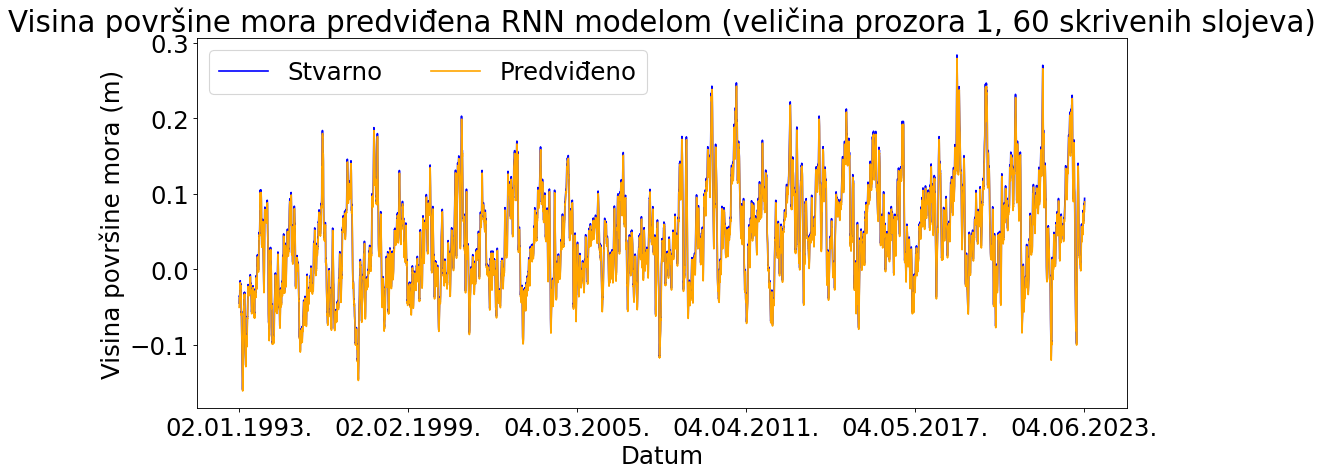 Visina površine mora predviđena RNN modelom (veličina prozora 1, 60 skrivenih slojeva)
Stvarno
Predviđeno
Visina površine mora (m)
0.3
0.2
0.1
0.0
−0.1
02.01.1993.
02.02.1999.
04.03.2005.
04.04.2011.
04.05.2017.
04.06.2023.
Datum